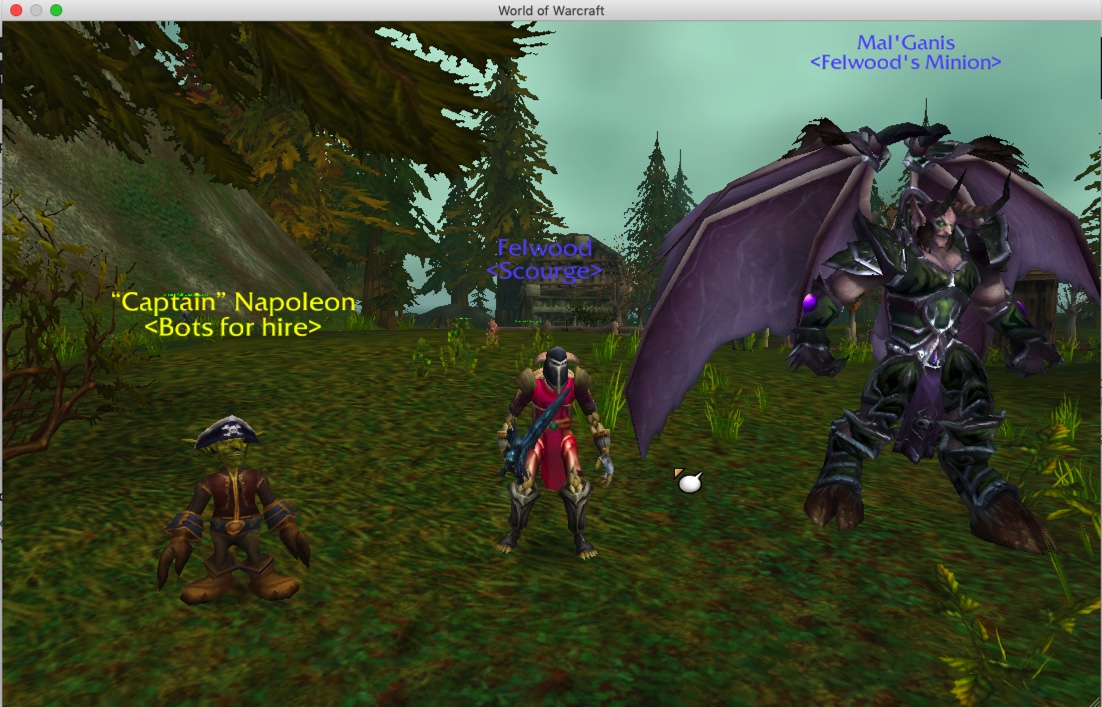 World of Warcraft
Mal'Ganis
<Felwood's Minion>
Felwood
<Scourge>
“Captain” Napoleon
<Bots for hire>